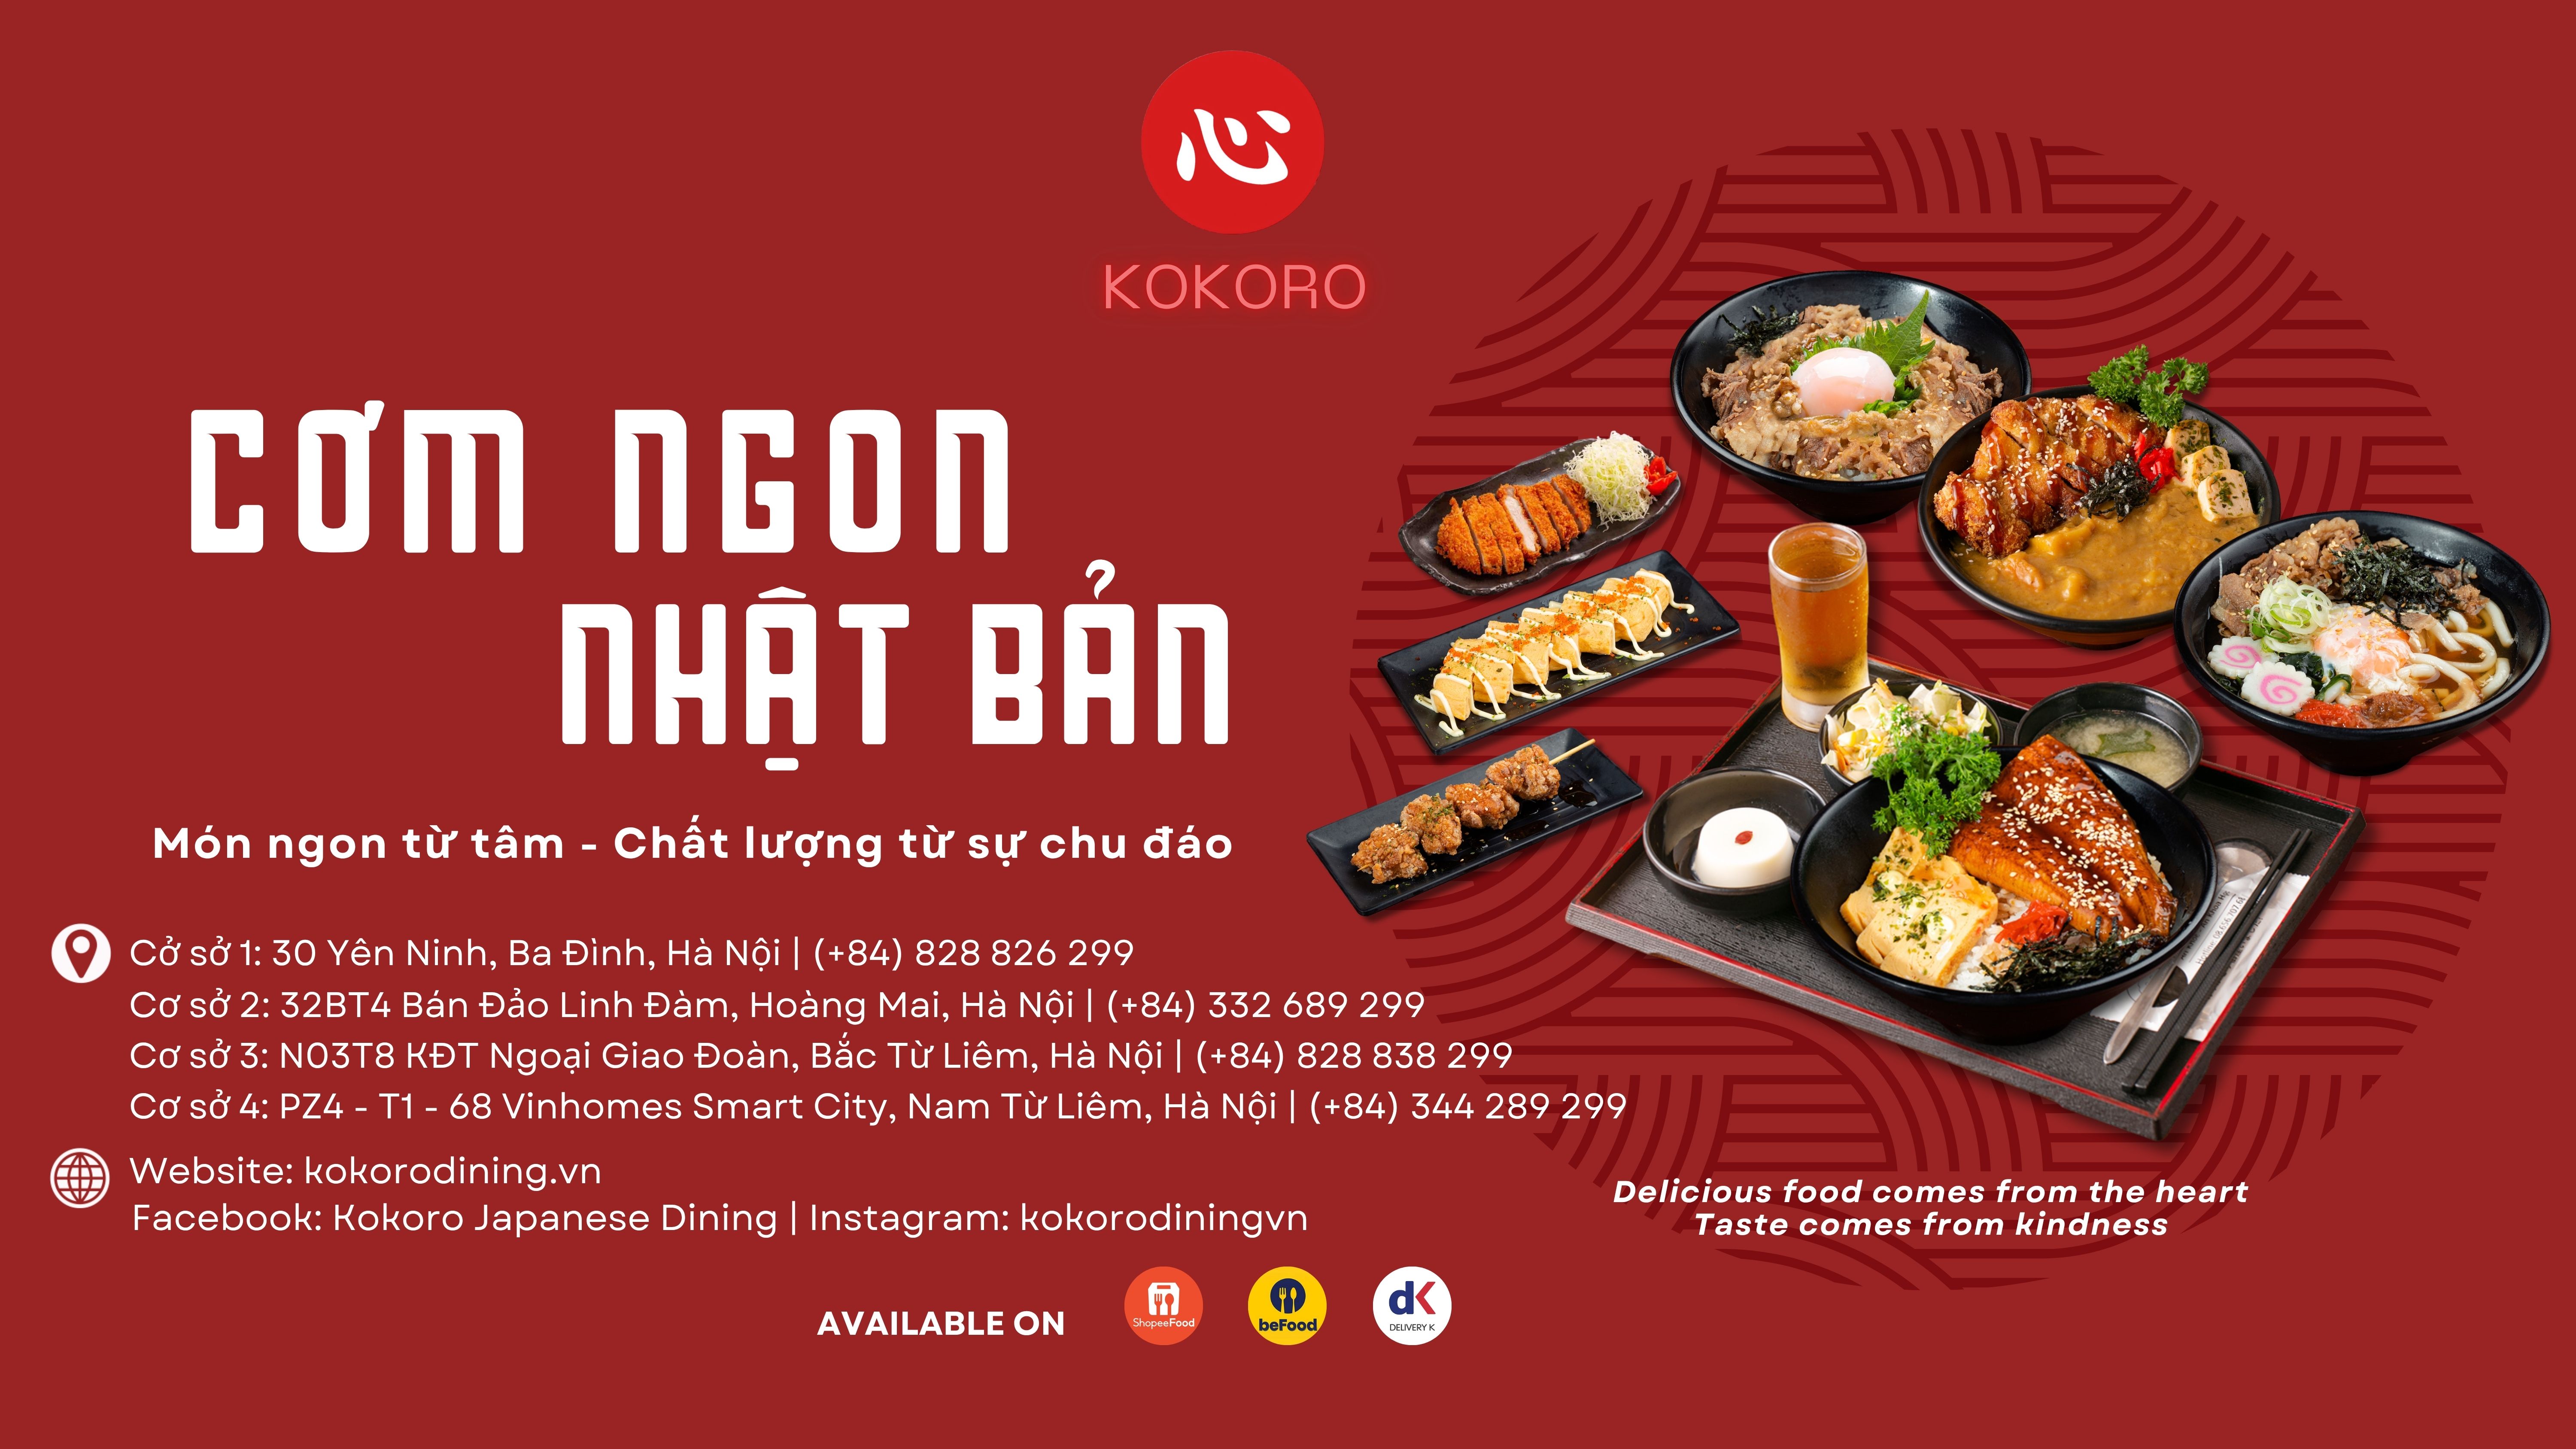 心
KOKORO
CƠM NGON
NHẬT BẢN
Món ngon từ tâm - Chất lượng từ sự chu đáo
Cở sở 1: 30 Yên Ninh, Ba Đình, Hà Nội | (+84) 828 826 299
Cơ sở 2: 32BT4 Bán Đảo Linh Đàm, Hoàng Mai, Hà Nội | (+84) 332 689 299
Cơ sở 3: N03T8 KĐT Ngoại Giao Đoàn, Bắc Từ Liêm, Hà Nội | (+84) 828 838 299
Cơ sở 4: PZ4 - T1 - 68 Vinhomes Smart City, Nam Từ Liêm, Hà Nội | (+84) 344 289 299
Website: kokorodining.vn
Facebook: Kokoro Japanese Dining | Instagram: kokorodiningvn
Delicious food comes from the heart
Taste comes from kindness
AVAILABLE ON
ShopeeFood
beFood
dK
DELIVERY K